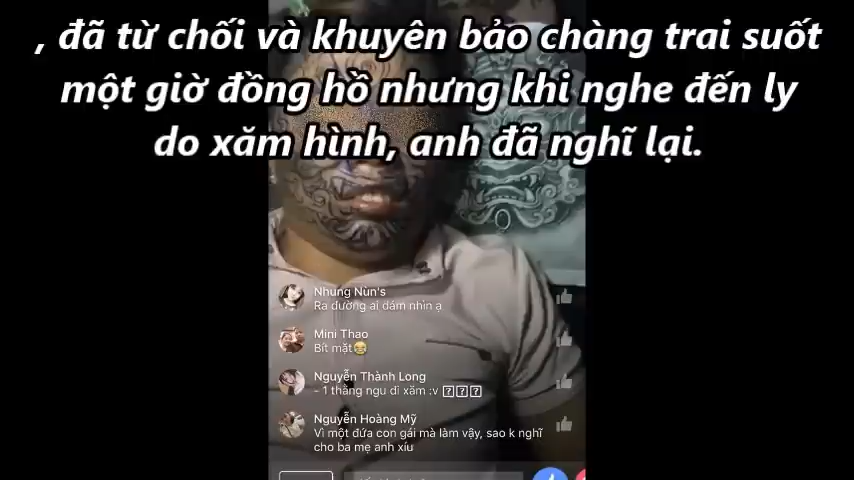 , đã từ chối và khuyên bảo chàng trai suốt
một giờ đồng hồ nhưng khi nghe đến ly
do xăm hình, anh đã nghĩ lại.
Nhung Nùn's
Ra đường ai dám nhìn ạ
Mini Thao
Bít mặt😂
Nguyễn Thành Long
- 1 thằng ngu đi xăm :v
Nguyễn Hoàng Mỹ
Vì một đứa con gái mà làm vậy, sao k nghĩ
cho ba mẹ anh xíu